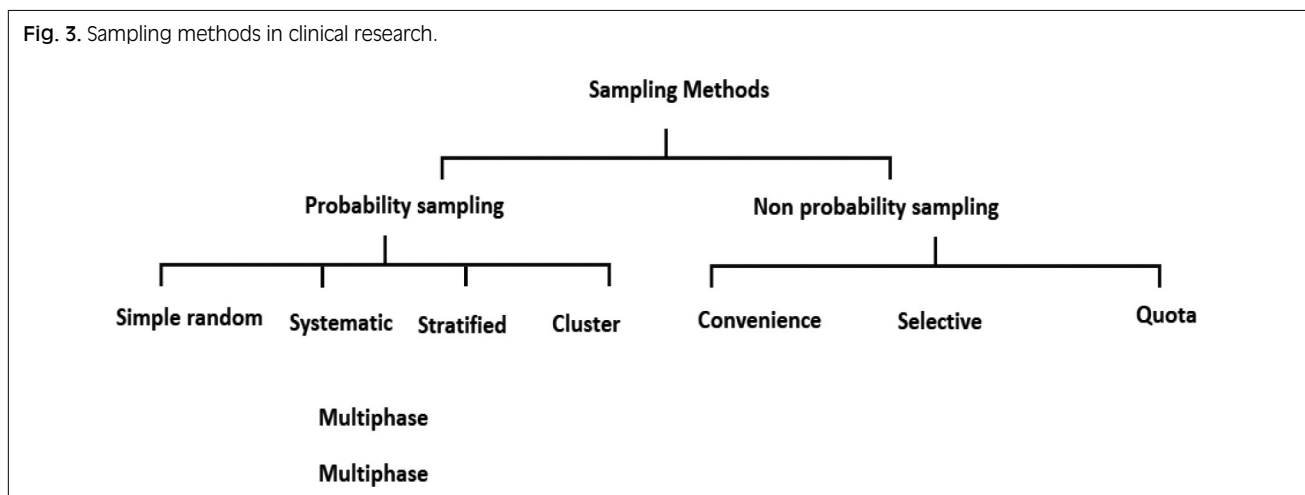 Fig. 3. Sampling methods in clinical research.
Sampling Methods
Probability sampling
Non probability sampling
Simple random
Systematic
Stratified
Cluster
Convenience
Selective
Quota
Multiphase
Multiphase